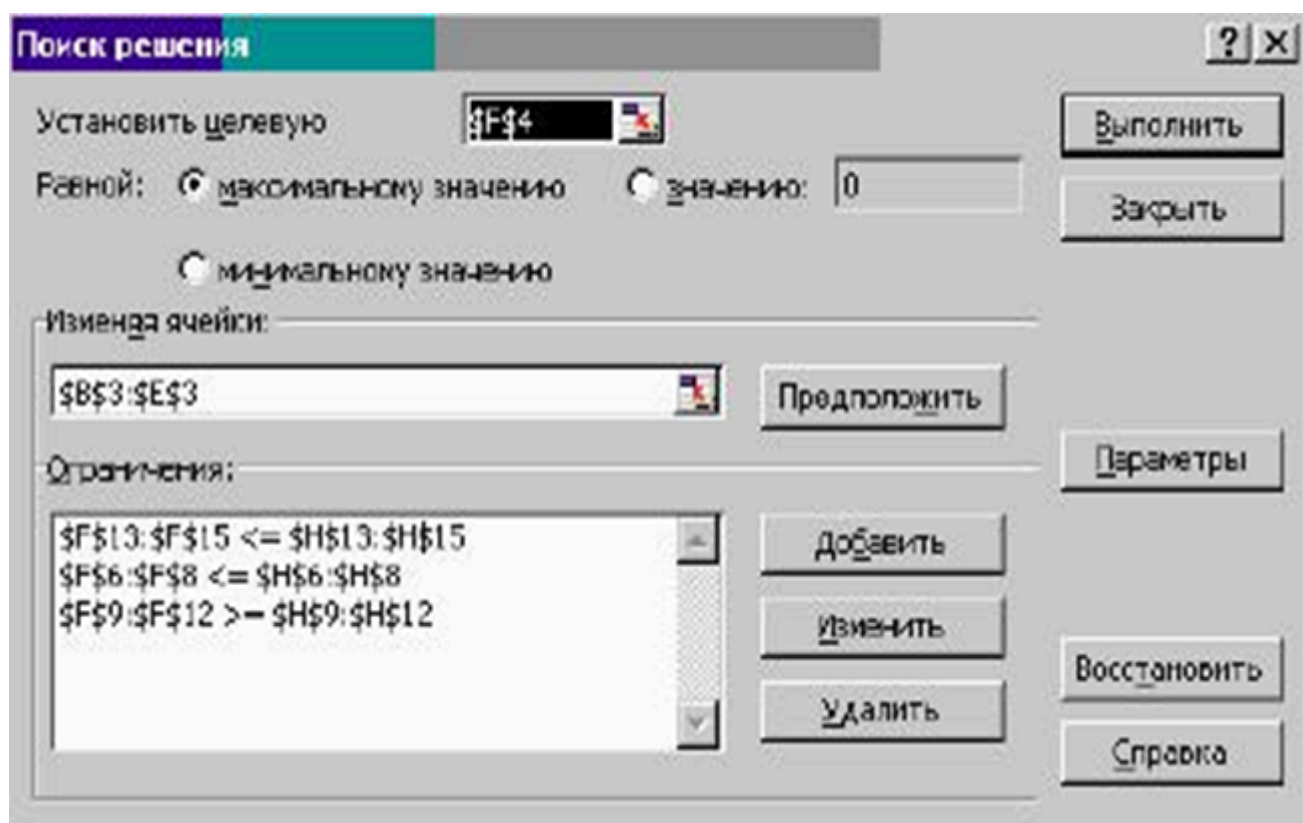 Поиск решения
Установить целевую $F$4 Выполнить
Равной: максимальному значению значению: 0 Закрыть
минимальному значению
Изменяя ячейки:
$B$3:$E$3 Предположить
Ограничения: Параметры
$F$13:$F$15 <= $H$13:$H$15 Добавить
$F$6:$F$8 <= $H$6:$H$8
$F$9:$F$12 >= $H$9:$H$12 Изменить
Восстановить
Удалить
Справка